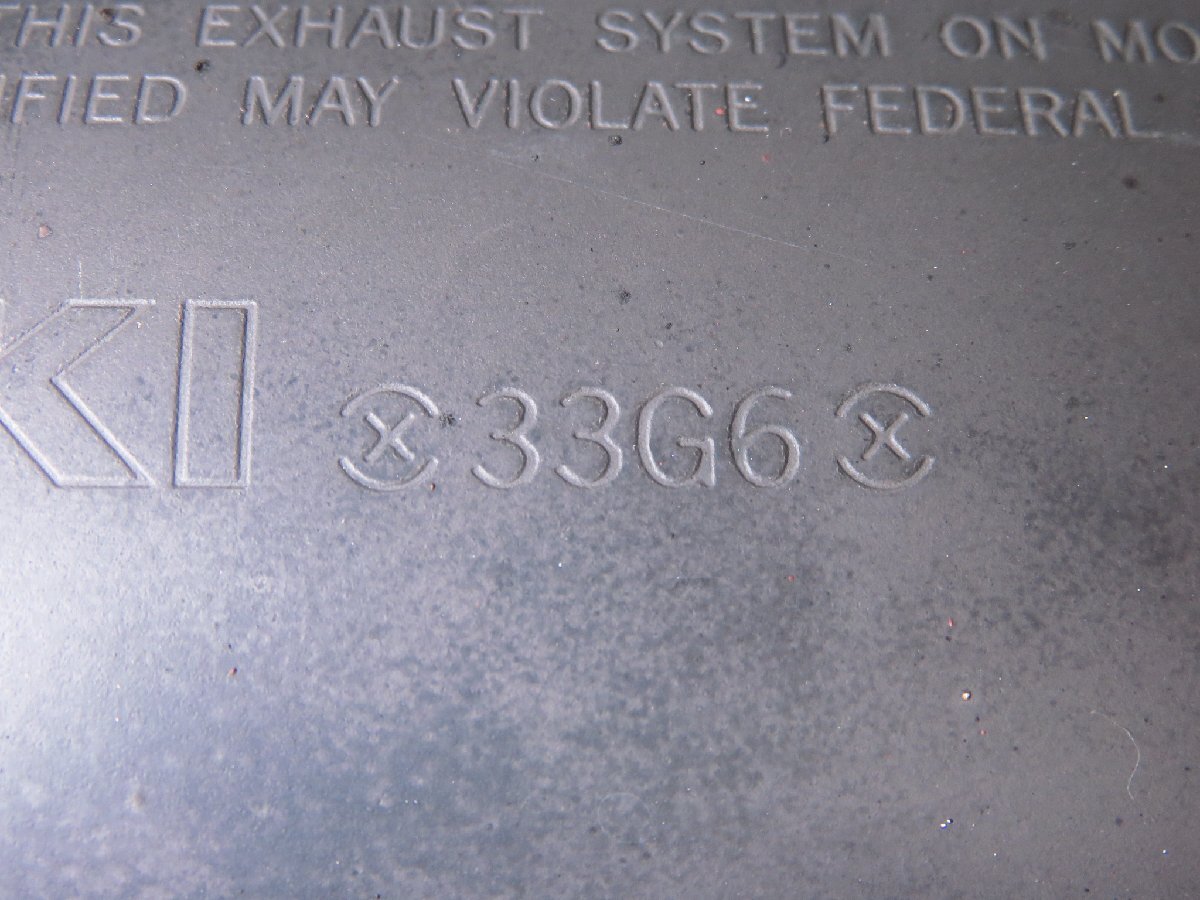 THIS EXHAUST SYSTEM ON MO
IFIED MAY VIOLATE FEDERAL
KI 33G6